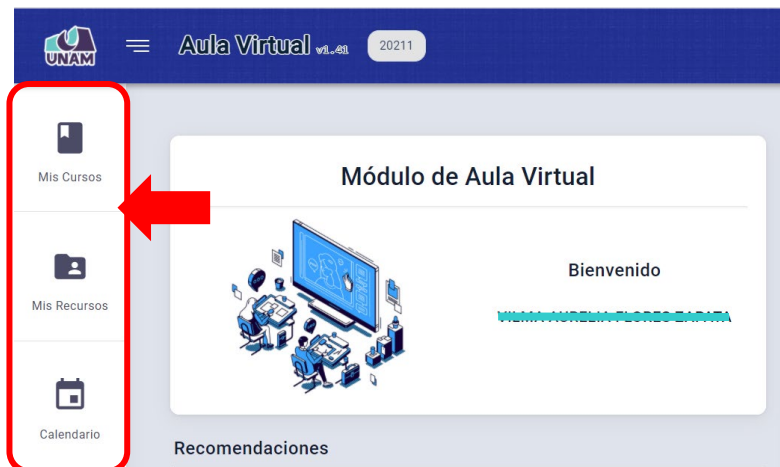 UNAM
Aula Virtual v1.41 20211
Mis Cursos
Mis Recursos
Calendario
Módulo de Aula Virtual
Bienvenido
Recomendaciones